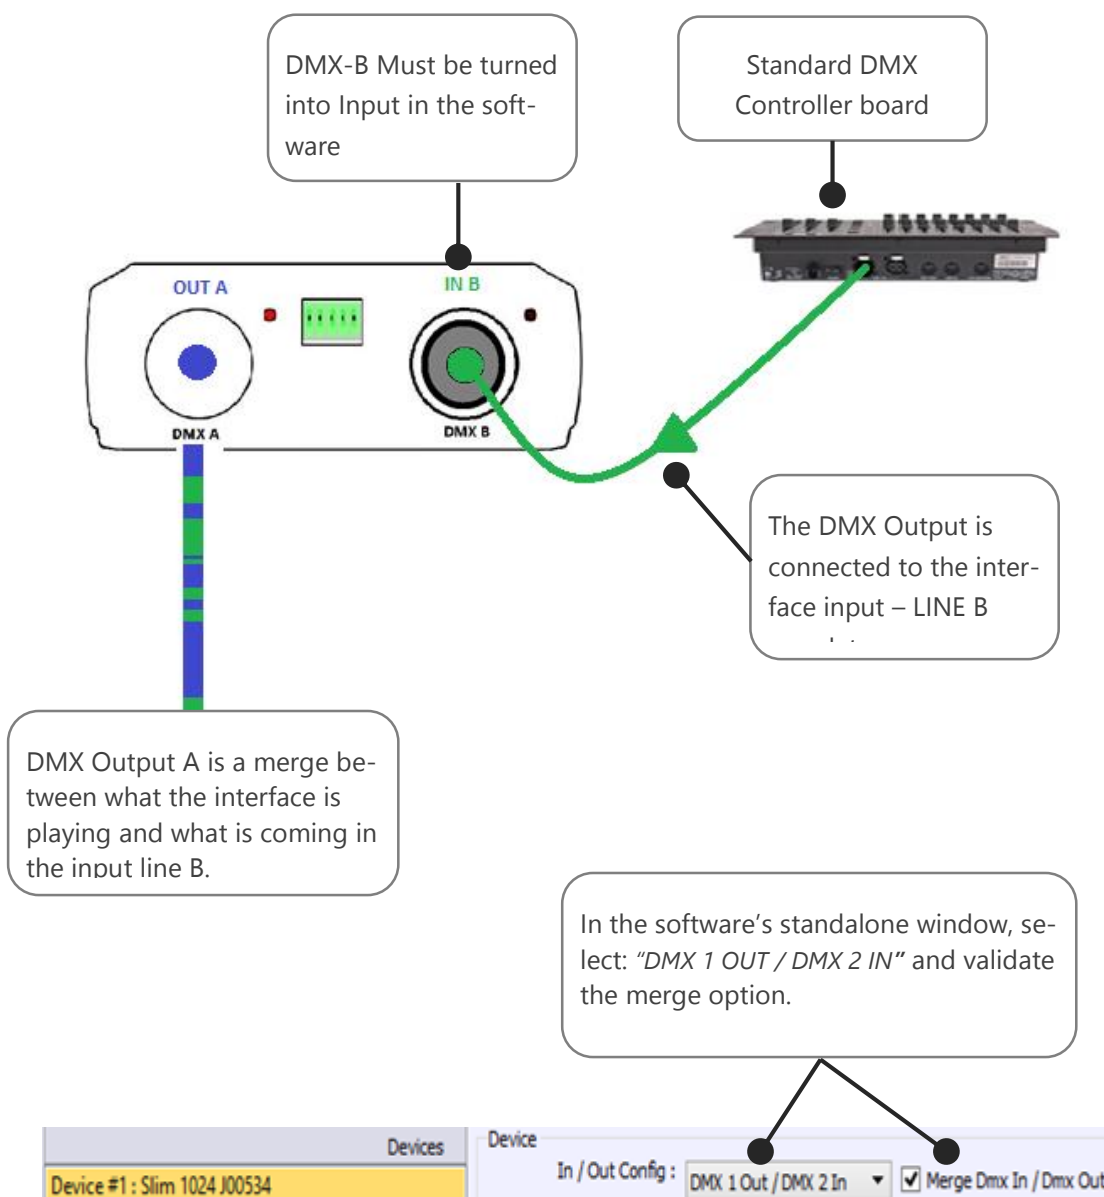 DMX-B Must be turned
into Input in the soft-
ware
Standard DMX
Controller board
OUT A
IN B
DMX A
DMX B
The DMX Output is
connected to the inter-
face input – LINE B
DMX Output A is a merge be-
tween what the interface is
playing and what is coming in
the input line B.
In the software’s standalone window, se-
lect: “DMX 1 OUT / DMX 2 IN” and validate
the merge option.
Devices
Device #1 : Slim 1024 J00534
Device
In / Out Config :
DMX 1 Out / DMX 2 In
Merge Dmx In / Dmx Out